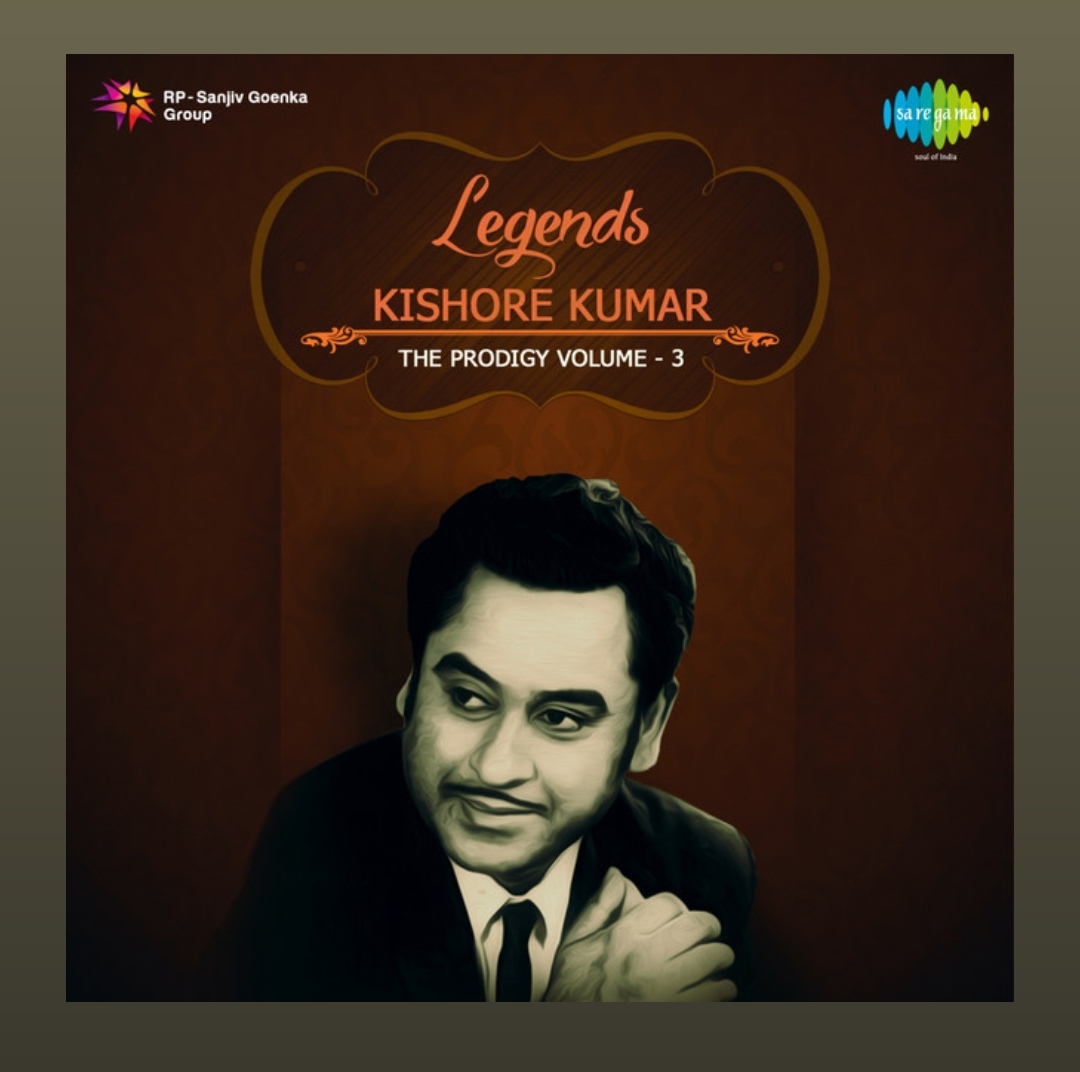 RP-Sanjiv Goenka
Group
sa re ga ma
soul of India
Legends
KISHORE KUMAR
THE PRODIGY VOLUME - 3